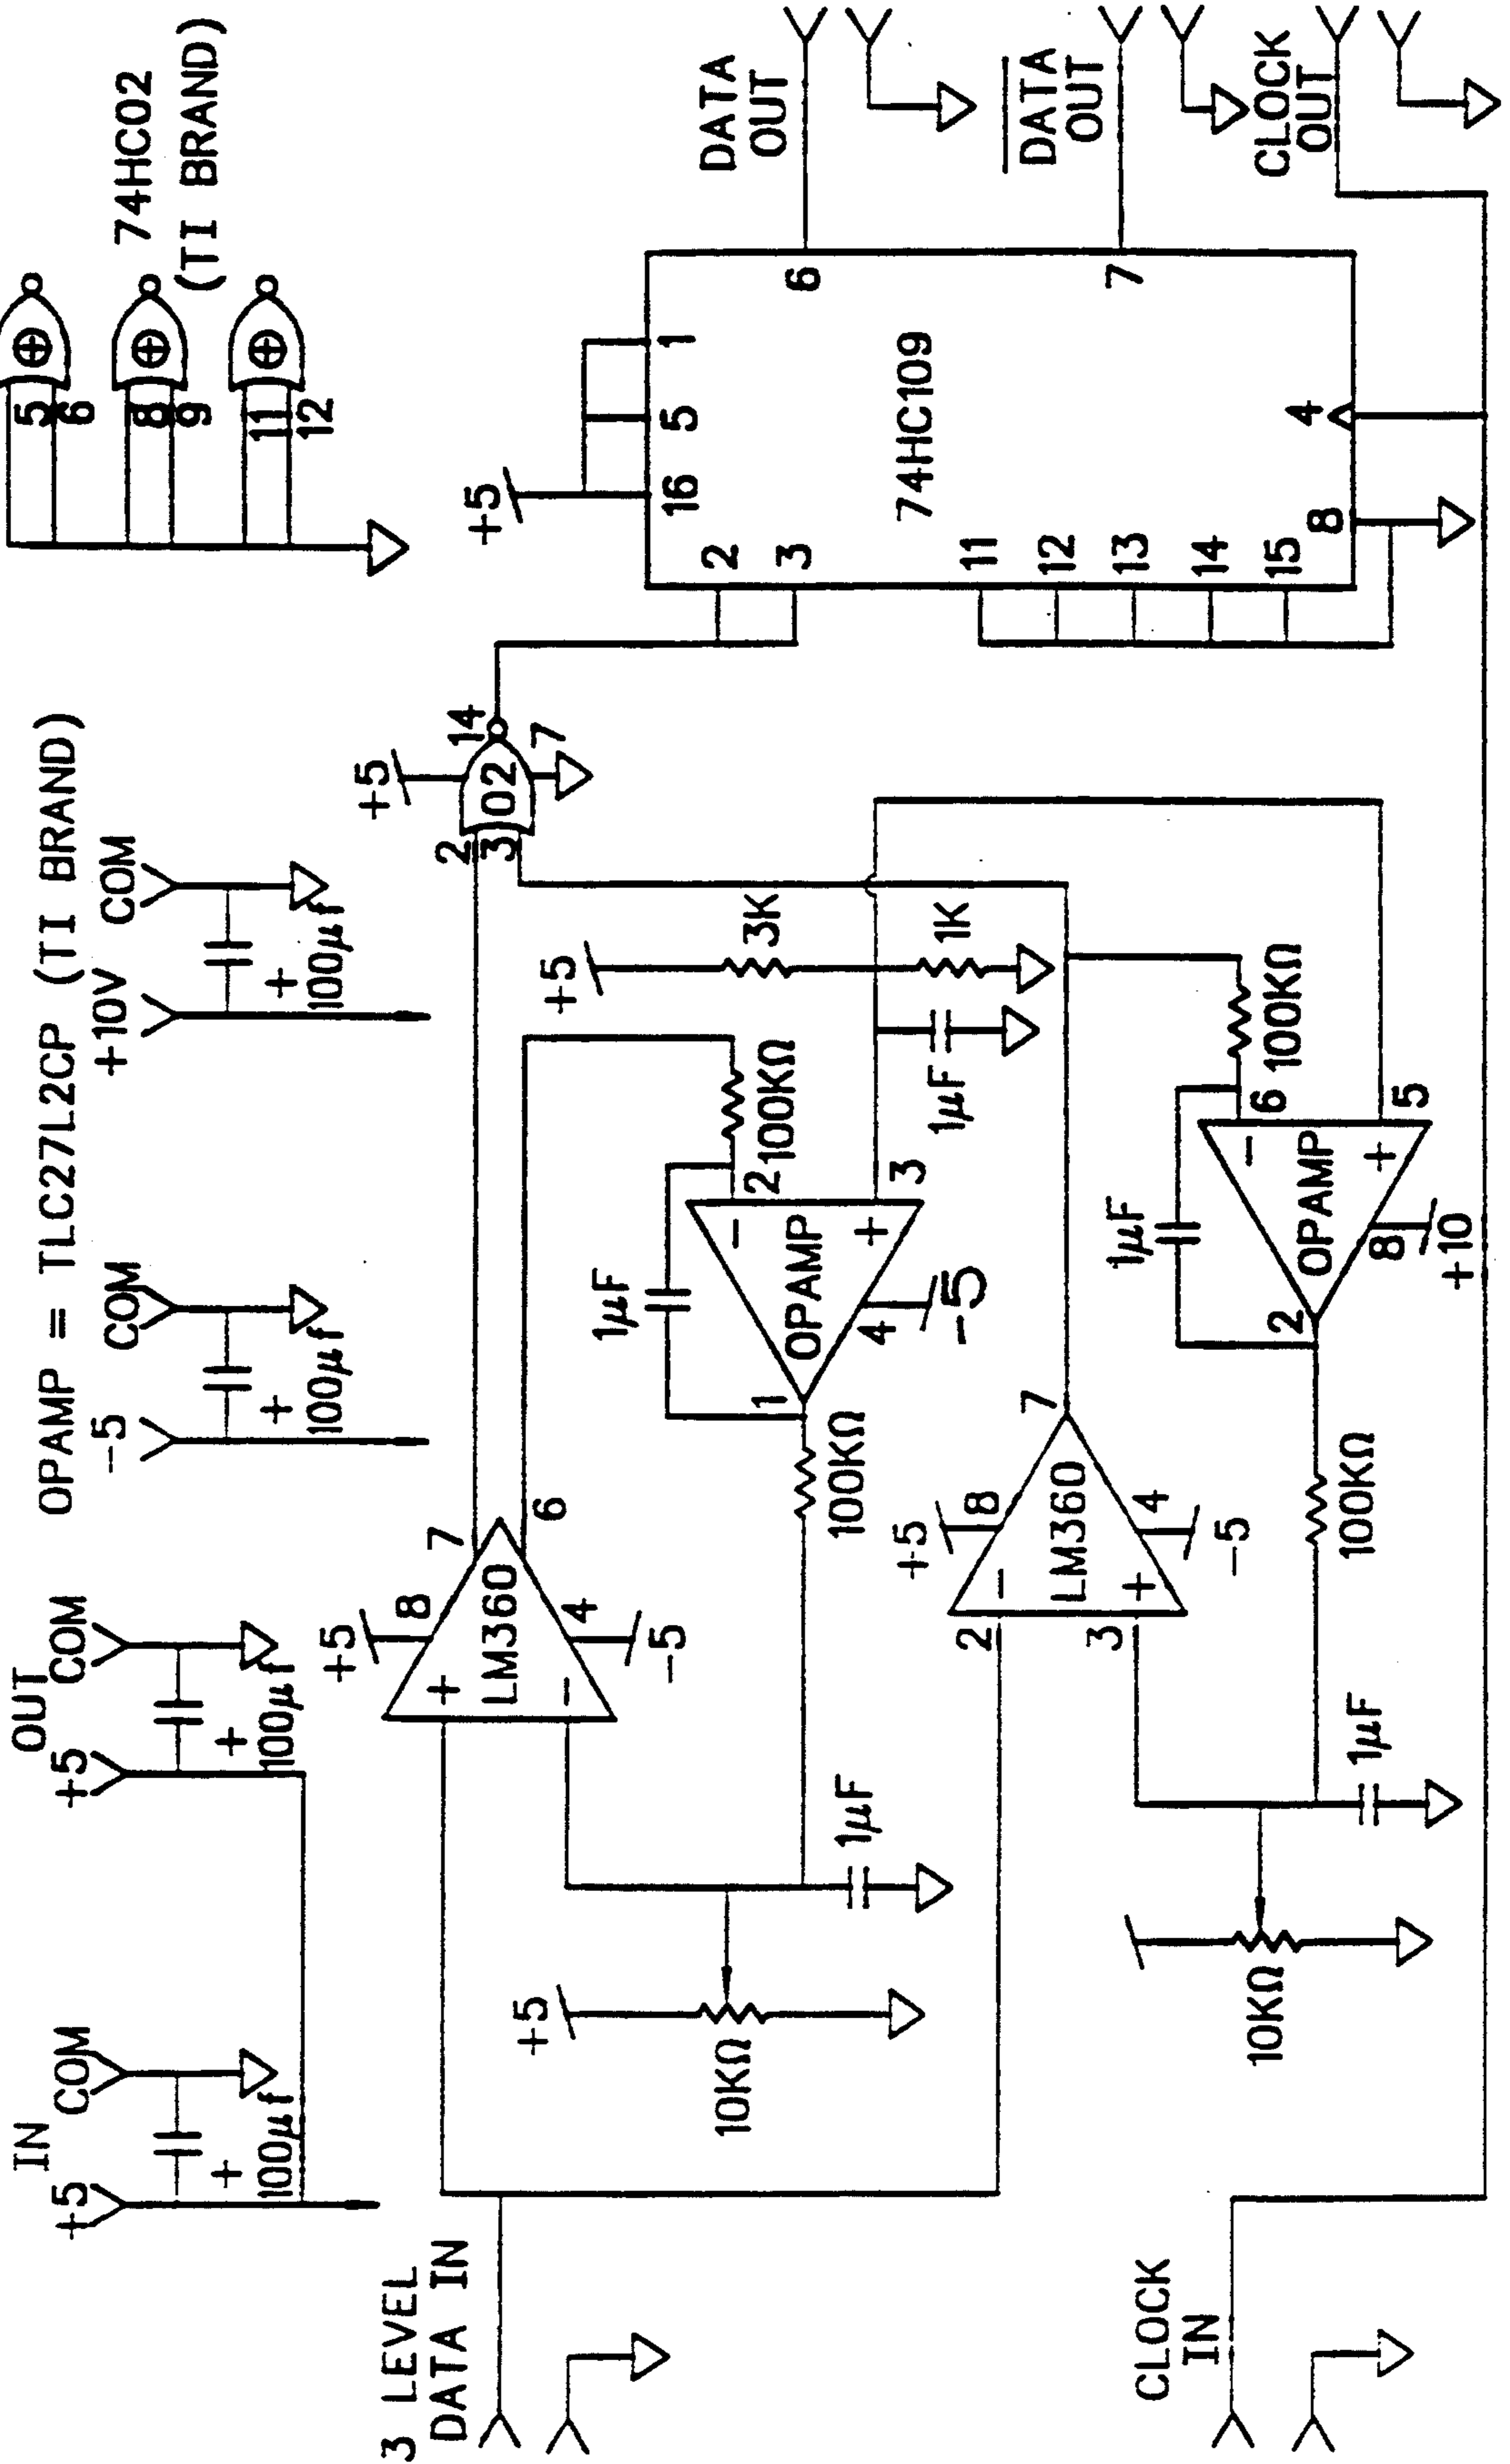 IN
+5
COM
+
100µf
OUT
+5
COM
+
100µf
OPAMP = TLC27L2CP (TI BRAND)
-5
COM
+
100µf
+10V
COM
+
100µf
74HC02
(TI BRAND)
5
6
8
9
11
12
3 LEVEL
DATA IN
+5
8
+
LM360
-
7
6
4
-5
+5
10KΩ
1µF
100KΩ
1µF
1
OPAMP
-
+
2
3
4
-5
100KΩ
+5
3K
1K
1µF
+5
2
3
02
14
7
+5
16
5
1
2
3
11
12
13
14
15
8
4
74HC109
6
7
DATA
OUT
DATA
OUT
CLOCK
OUT
+5
8
2
3
-
LM360
+
7
4
-5
10KΩ
1µF
100KΩ
1µF
2
OPAMP
-
+
6
5
8
+10
100KΩ
CLOCK
IN